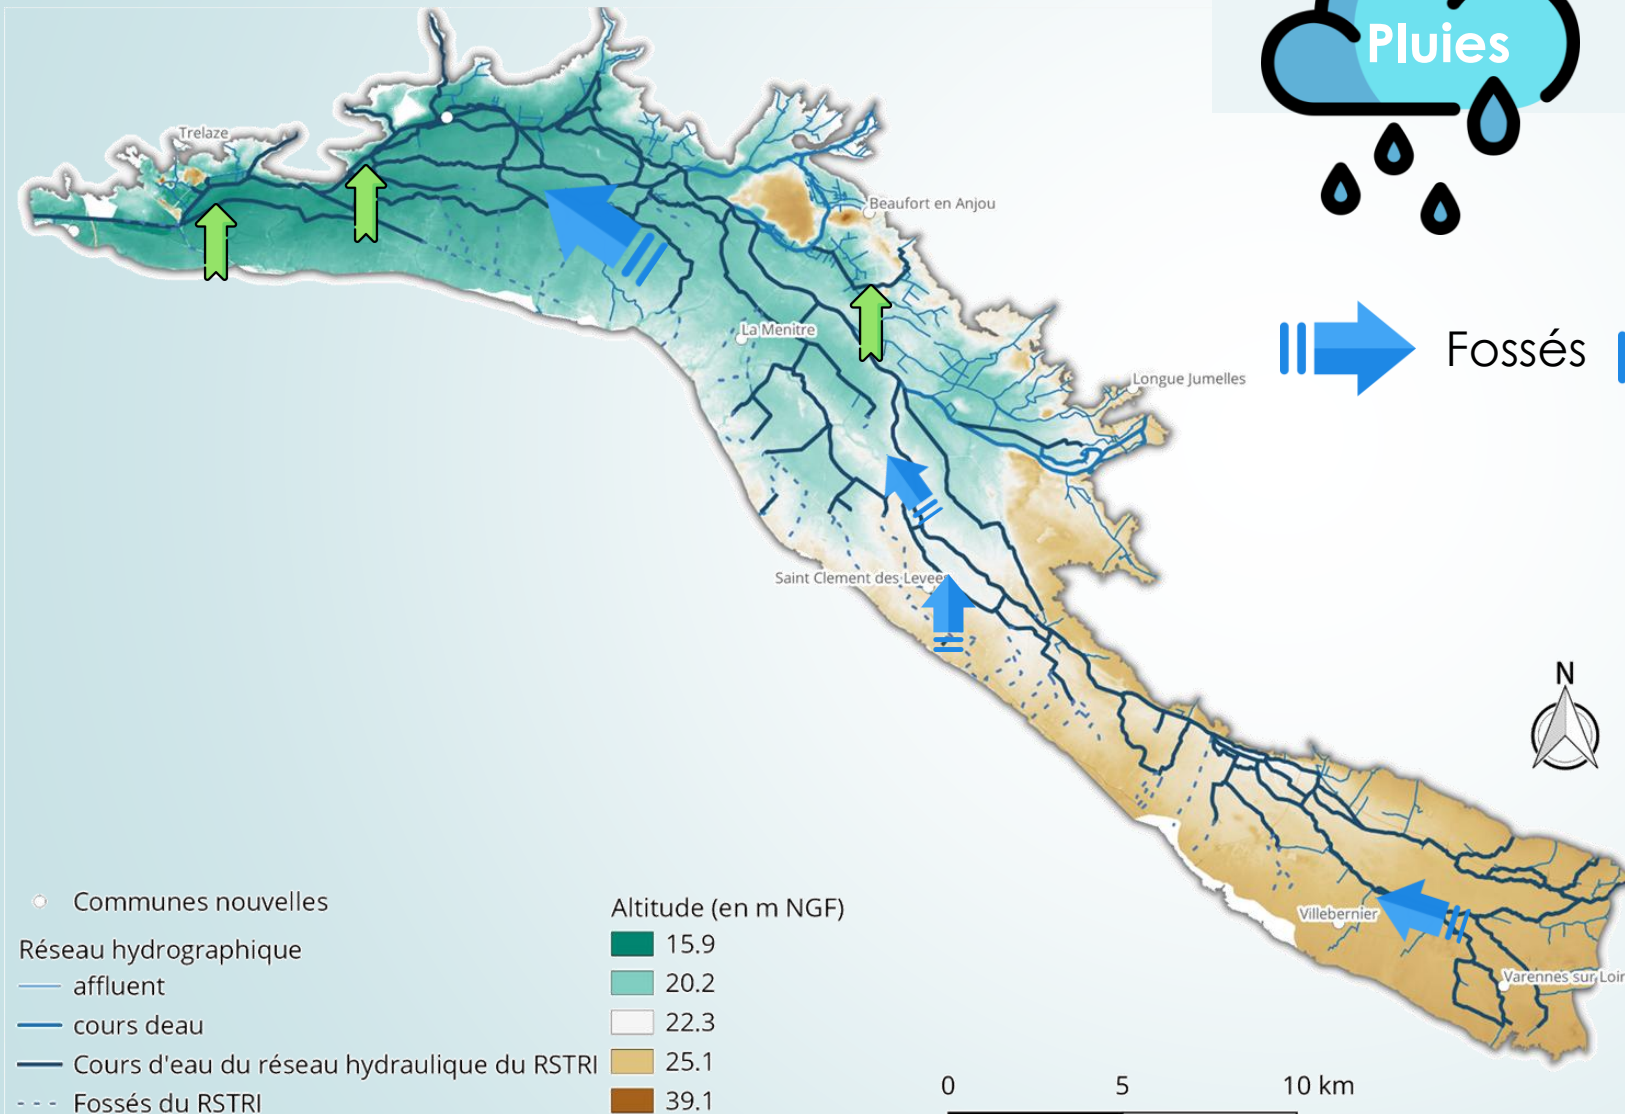 Pluies
Trelaze
Beaufort en Anjou
La Menitre
Fossés
Longue Jumelles
Saint Clement des Levee
N
Villebernier
Varennes sur Loir
Communes nouvelles
Réseau hydrographique
affluent
cours deau
Cours d'eau du réseau hydraulique du RSTRI
Fossés du RSTRI
Altitude (en m NGF)
15.9
20.2
22.3
25.1
39.1
0 5 10 km